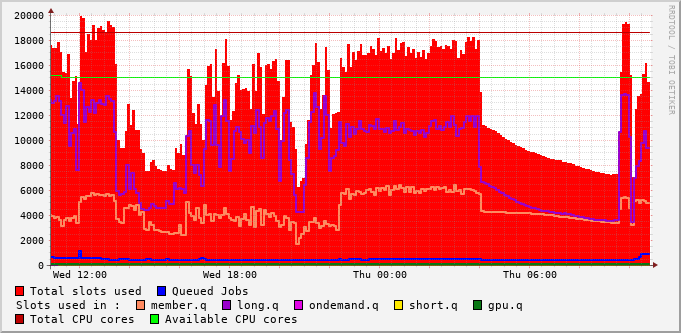 20000
18000
16000
14000
12000
10000
8000
6000
4000
2000
0
Wed 12:00 Wed 18:00 Thu 00:00 Thu 06:00
RRDTOOL / TOBI OETIKER
Total slots used Queued Jobs
Slots used in : member.q long.q ondemand.q short.q gpu.q
Total CPU cores Available CPU cores